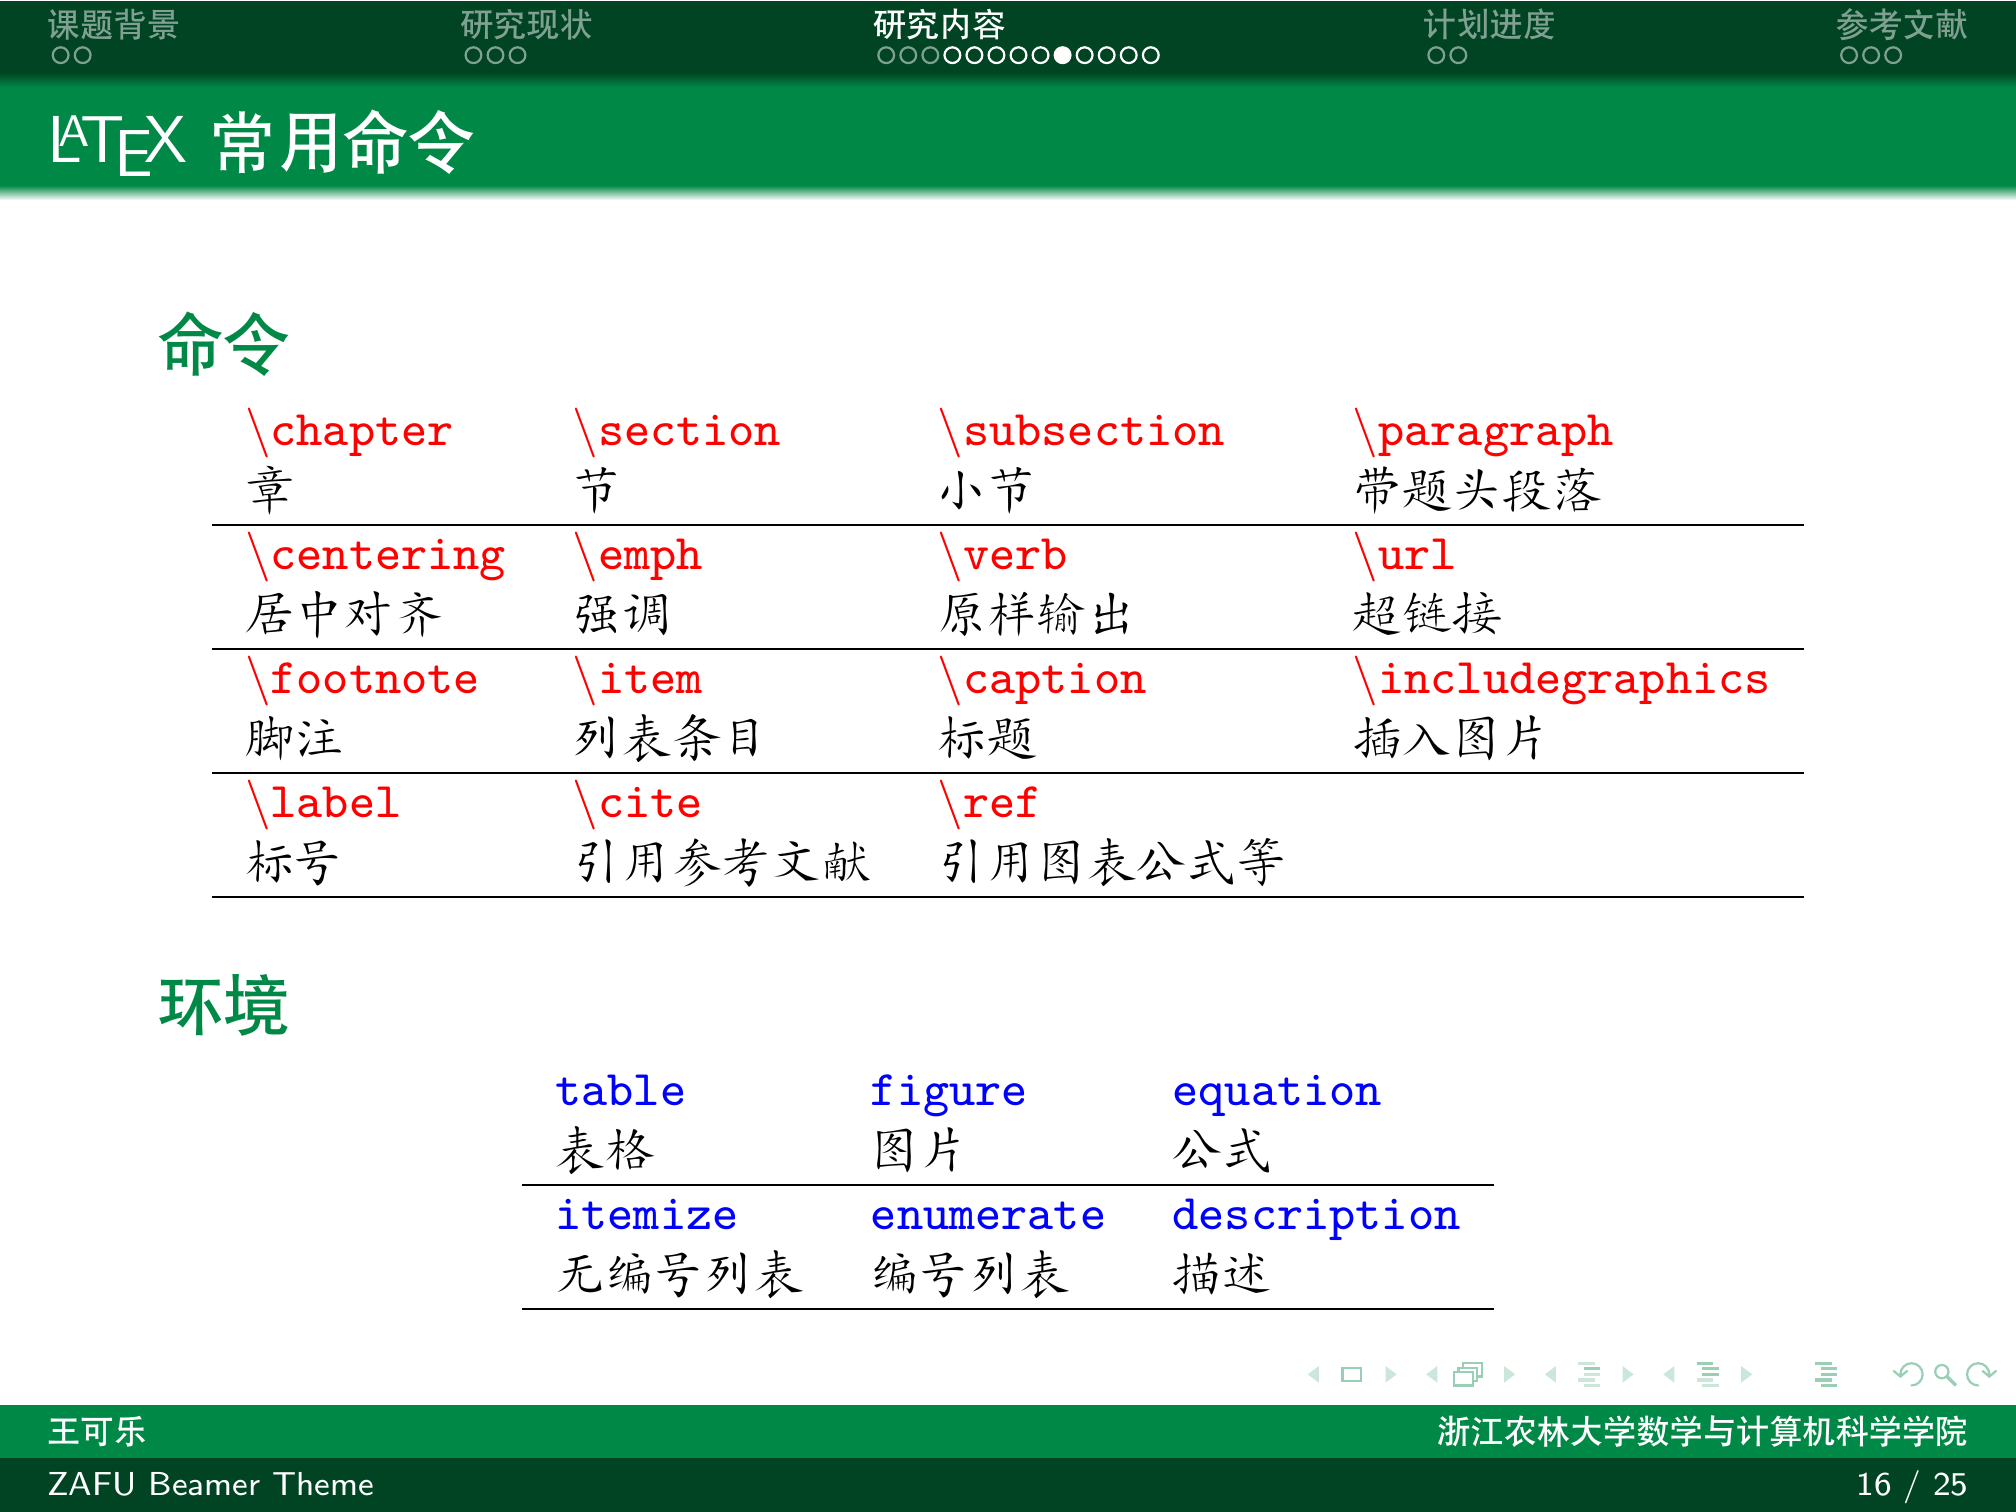 课题背景 研究现状 研究内容 计划进度 参考文献
LATEX 常用命令
命令
\chapter \section \subsection \paragraph
章 节 小节 带题头段落
\centering \emph \verb \url
居中对齐 强调 原样输出 超链接
\footnote \item \caption \includegraphics
脚注 列表条目 标题 插入图片
\label \cite \ref
标号 引用参考文献 引用图表公式等
环境
table figure equation
表格 图片 公式
itemize enumerate description
无编号列表 编号列表 描述
王可乐 浙江农林大学数学与计算机科学学院
ZAFU Beamer Theme 16 / 25